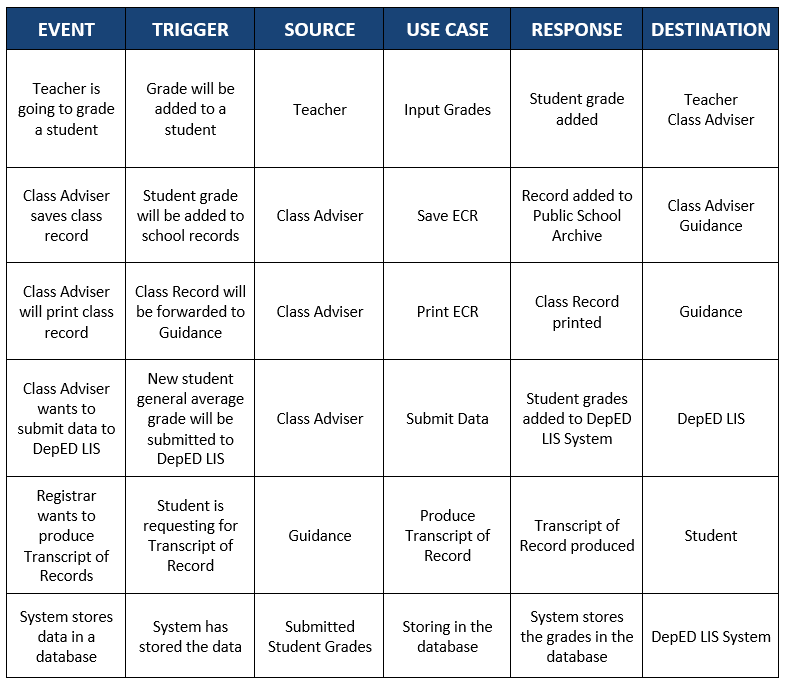 EVENT TRIGGER SOURCE USE CASE RESPONSE DESTINATION
Teacher is
going to grade
a student
Grade will be
added to a
student
Teacher
Input Grades
Student grade
added
Teacher
Class Adviser
Class Adviser
saves class
record
Student grade
will be added to
school records
Class Adviser
Save ECR
Record added to
Public School
Archive
Class Adviser
Guidance
Class Adviser
will print class
record
Class Record will
be forwarded to
Guidance
Class Adviser
Print ECR
Class Record
printed
Guidance
Class Adviser
wants to
submit data to
DepED LIS
New student
general average
grade will be
submitted to
DepED LIS
Class Adviser
Submit Data
Student grades
added to DepED
LIS System
DepED LIS
Registrar
wants to
produce
Transcript of
Records
Student is
requesting for
Transcript of
Record
Guidance
Produce
Transcript of
Record
Transcript of
Record produced
Student
System stores
data in a
database
System has
stored the data
Submitted
Student Grades
Storing in the
database
System stores
the grades in the
database
DepED LIS System